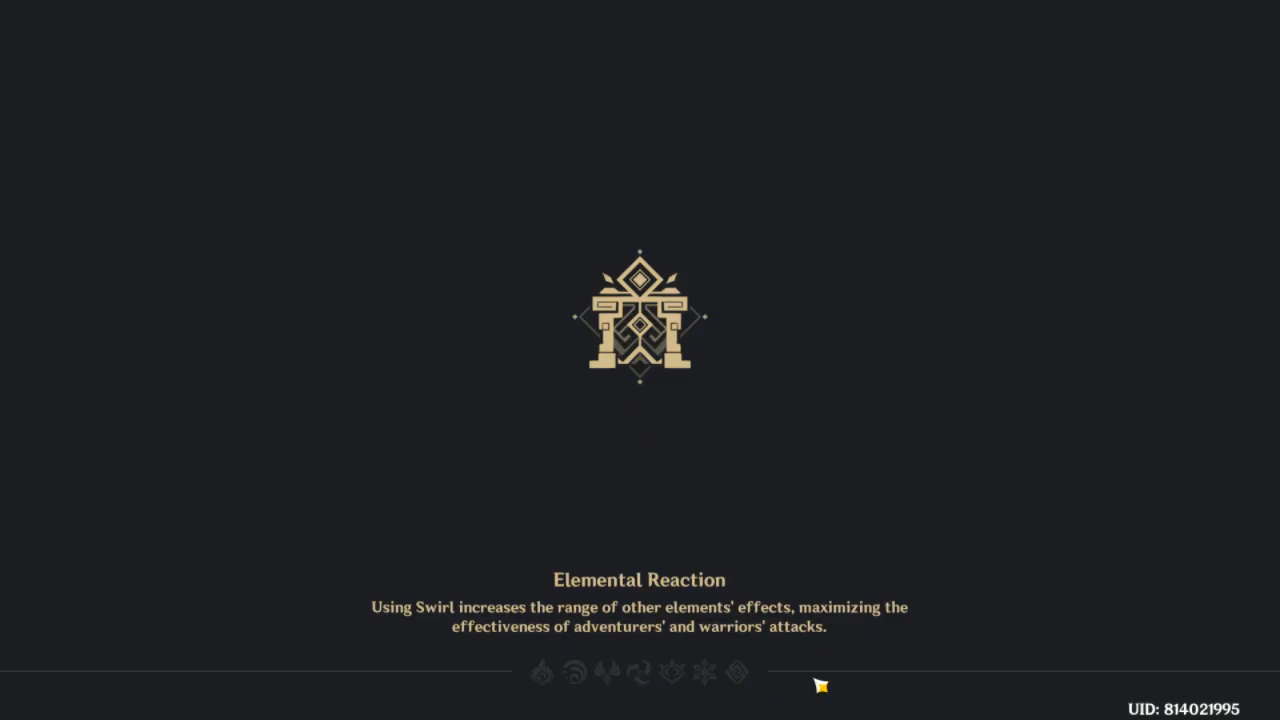 Elemental Reaction
Using Swirl increases the range of other elements' effects, maximizing the
effectiveness of adventurers' and warriors' attacks.
UID: 814021995